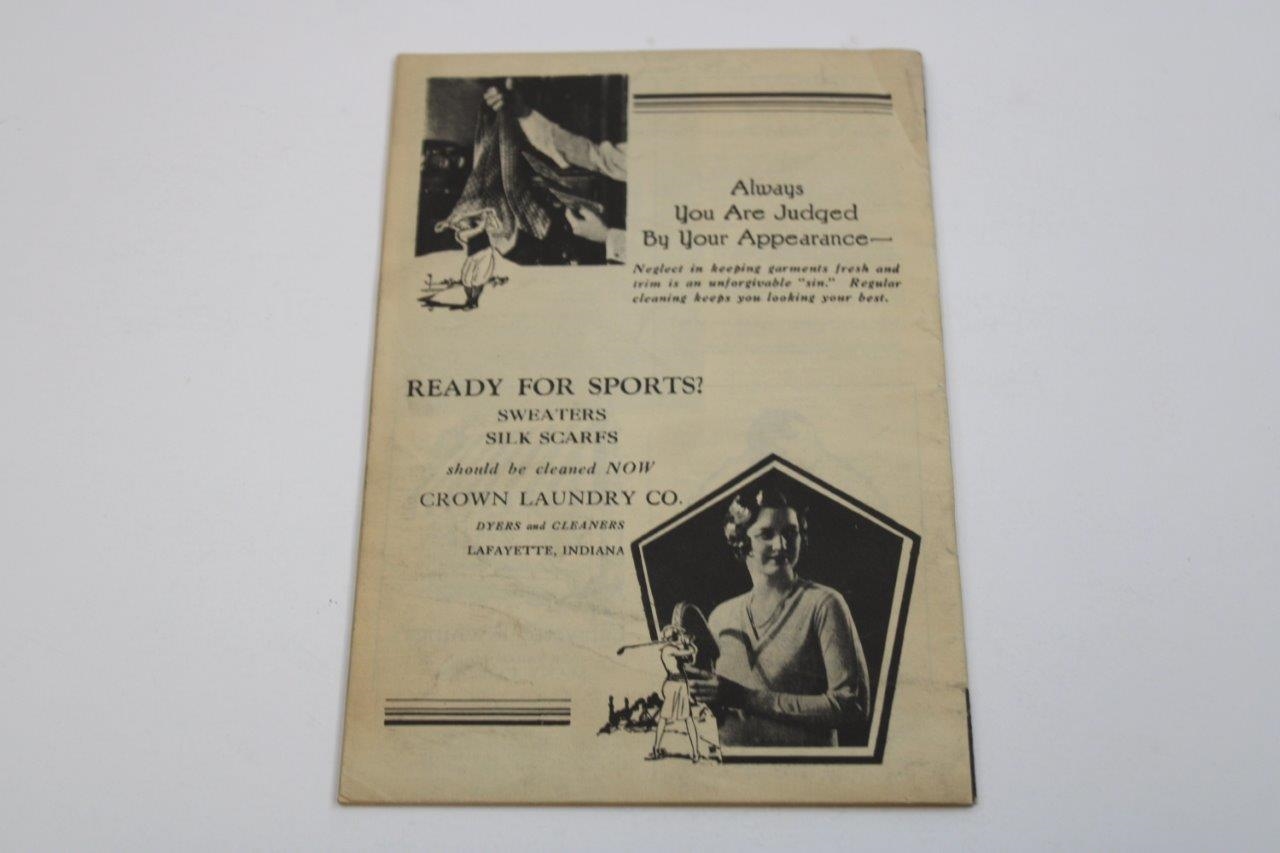 Always
You Are Judged
By Your Appearance—
Neglect in keeping garments fresh and
trim is an unforgivable "sin." Regular
cleaning keeps you looking your best.
READY FOR SPORTS?
SWEATERS
SILK SCARFS
should be cleaned NOW
CROWN LAUNDRY CO.
DYERS and CLEANERS
LAFAYETTE, INDIANA